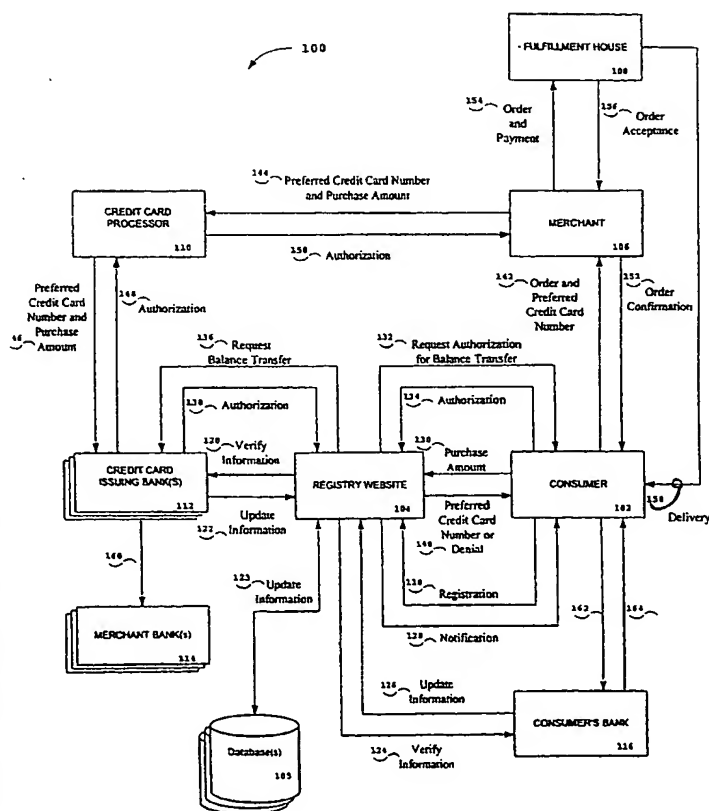 100
- FULFILLMENT HOUSE
108
154
Order
and
Payment
156
Order
Acceptance
144
Preferred Credit Card Number
and Purchase Amount
CREDIT CARD
PROCESSOR
110
MERCHANT
106
150
Authorization
Preferred
Credit Card
Number and
Purchase
Amount
46
148
Authorization
142
Order and
Preferred
Credit Card
Number
152
Order
Confirmation
136
Request
Balance Transfer
132
Request Authorization
for Balance Transfer
138
Authorization
134
Authorization
120
Verify
Information
130
Purchase
Amount
CREDIT CARD
ISSUING BANK(S)
112
REGISTRY WEBSITE
104
CONSUMER
102
158
Delivery
122
Update
Information
Preferred
Credit Card
Number or
Denial
140
160
123
Update
Information
118
Registration
162
164
MERCHANT BANK(s)
114
128
Notification
126
Update
Information
CONSUMER'S BANK
116
Database(s)
105
124
Verify
Information